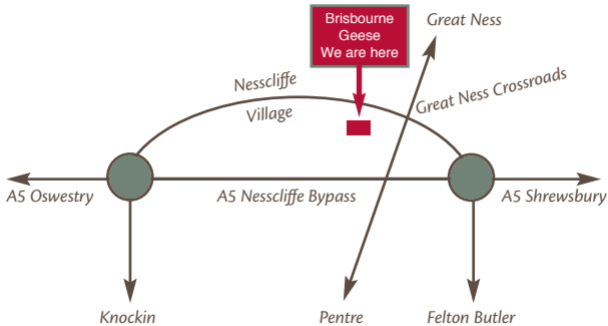 Brisbourne
Geese
We are here
Great Ness
Nesscliffe
Village
Great Ness Crossroads
A5 Oswestry
A5 Nesscliffe Bypass
A5 Shrewsbury
Knockin
Pentre
Felton Butler